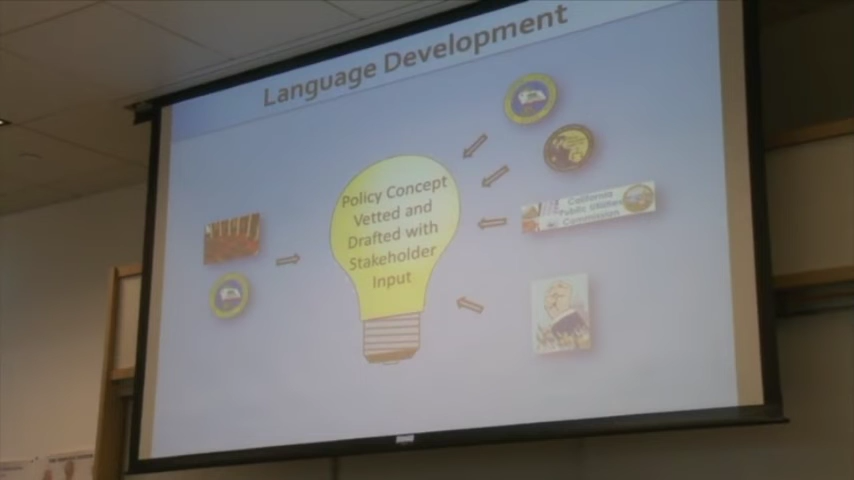 Language Development
Policy Concept
Vetted and
Drafted with
Stakeholder
Input
California
Public Utilities
Commission